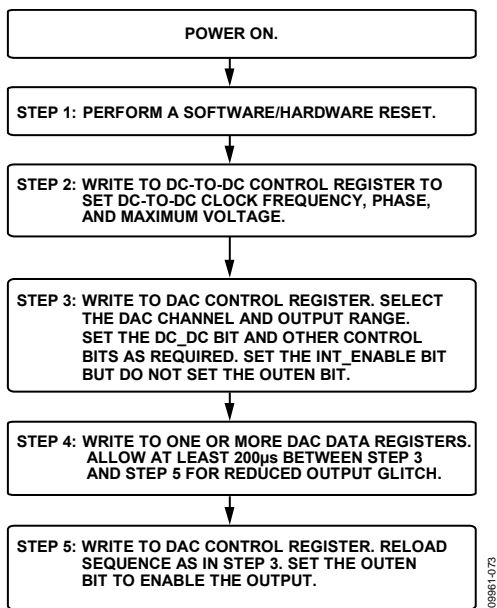 POWER ON.
STEP 1: PERFORM A SOFTWARE/HARDWARE RESET.
STEP 2: WRITE TO DC-TO-DC CONTROL REGISTER TO
SET DC-TO-DC CLOCK FREQUENCY, PHASE,
AND MAXIMUM VOLTAGE.
STEP 3: WRITE TO DAC CONTROL REGISTER. SELECT
THE DAC CHANNEL AND OUTPUT RANGE.
SET THE DC_DC BIT AND OTHER CONTROL
BITS AS REQUIRED. SET THE INT_ENABLE BIT
BUT DO NOT SET THE OUTEN BIT.
STEP 4: WRITE TO ONE OR MORE DAC DATA REGISTERS.
ALLOW AT LEAST 200µs BETWEEN STEP 3
AND STEP 5 FOR REDUCED OUTPUT GLITCH.
STEP 5: WRITE TO DAC CONTROL REGISTER. RELOAD
SEQUENCE AS IN STEP 3. SET THE OUTEN
BIT TO ENABLE THE OUTPUT.
09961-073